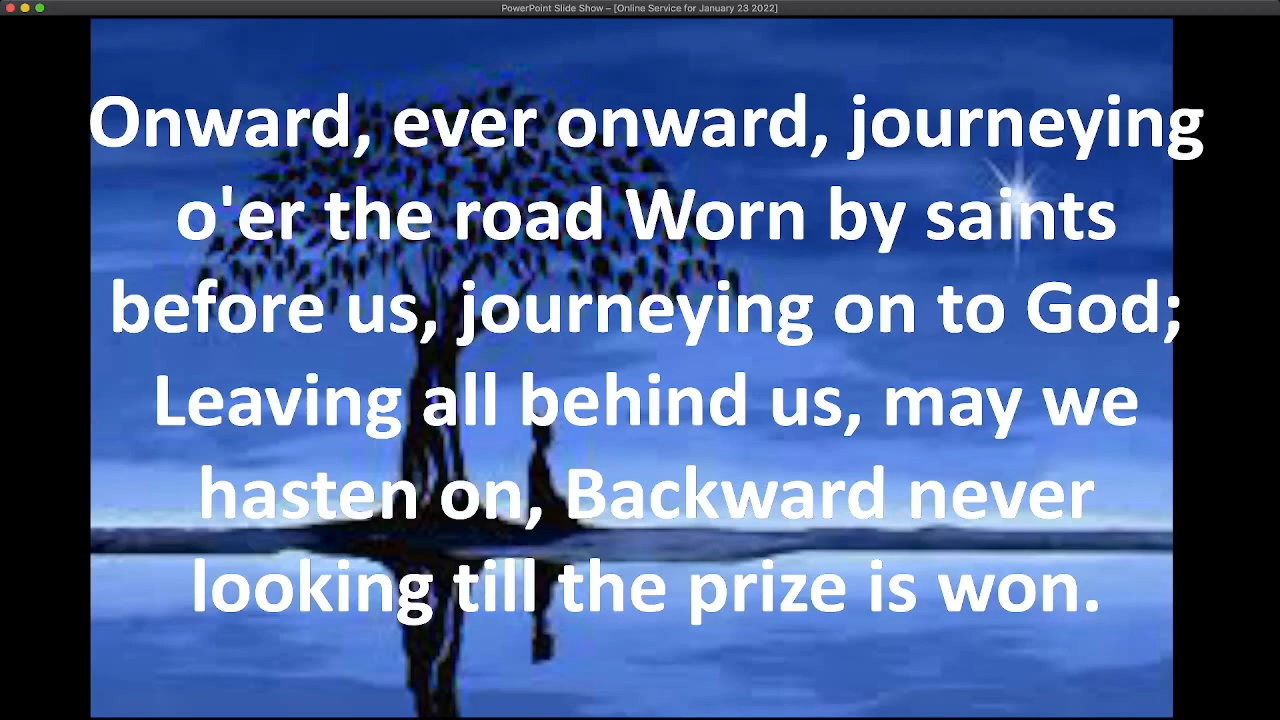 PowerPoint Slide Show – [Online Service for January 23 2022]
Onward, ever onward, journeying
o'er the road Worn by saints
before us, journeying on to God;
Leaving all behind us, may we
hasten on, Backward never
looking till the prize is won.